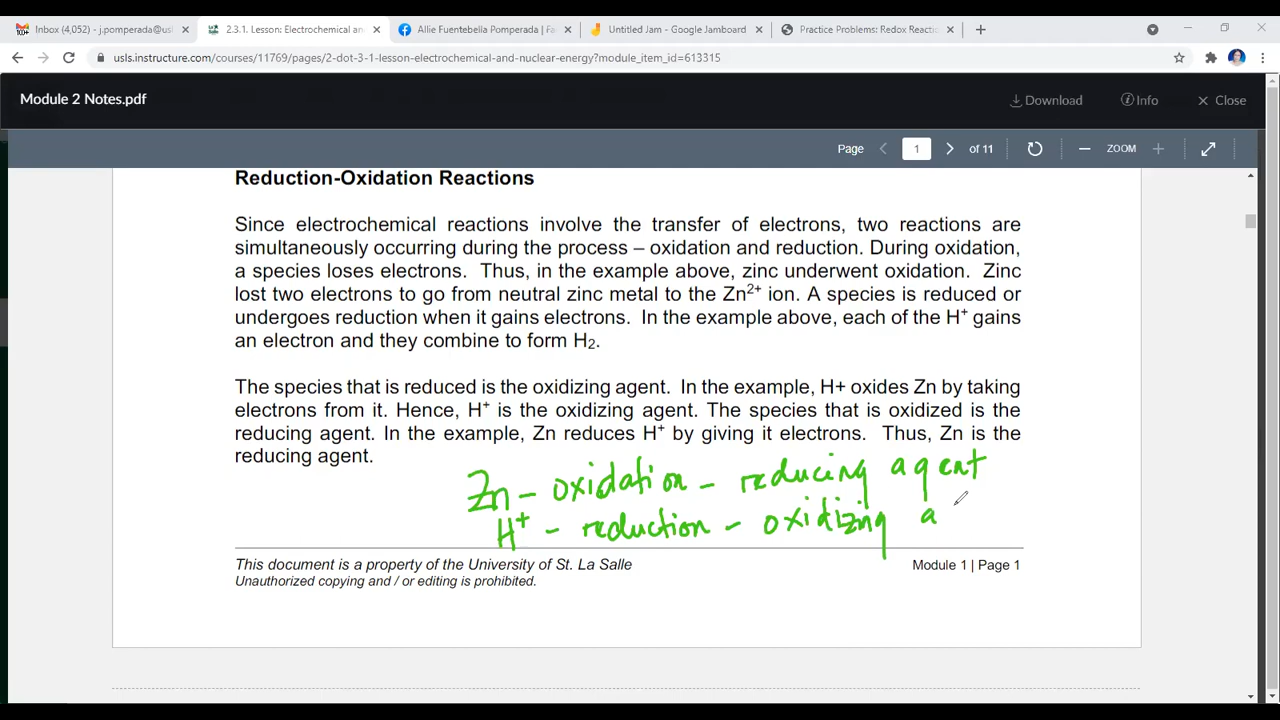 Inbox (4,052) - j.pomperada@us
2.3.1. Lesson: Electrochemical an
Allie Fuentebella Pomperada | Fac
Untitled Jam - Google Jamboard
Practice Problems: Redox Reactio
usls.instructure.com/courses/11769/pages/2-dot-3-1-lesson-electrochemical-and-nuclear-energy?module_item_id=613315
Module 2 Notes.pdf
Download
Info
Close
Page 1 of 11
ZOOM
Reduction-Oxidation Reactions
Since electrochemical reactions involve the transfer of electrons, two reactions are
simultaneously occurring during the process – oxidation and reduction. During oxidation,
a species loses electrons. Thus, in the example above, zinc underwent oxidation. Zinc
lost two electrons to go from neutral zinc metal to the Zn²⁺ ion. A species is reduced or
undergoes reduction when it gains electrons. In the example above, each of the H⁺ gains
an electron and they combine to form H₂.
The species that is reduced is the oxidizing agent. In the example, H+ oxides Zn by taking
electrons from it. Hence, H⁺ is the oxidizing agent. The species that is oxidized is the
reducing agent. In the example, Zn reduces H⁺ by giving it electrons. Thus, Zn is the
reducing agent.
Zn - oxidation - reducing agent
H⁺ - reduction - oxidizing a
This document is a property of the University of St. La Salle
Unauthorized copying and / or editing is prohibited.
Module 1 | Page 1